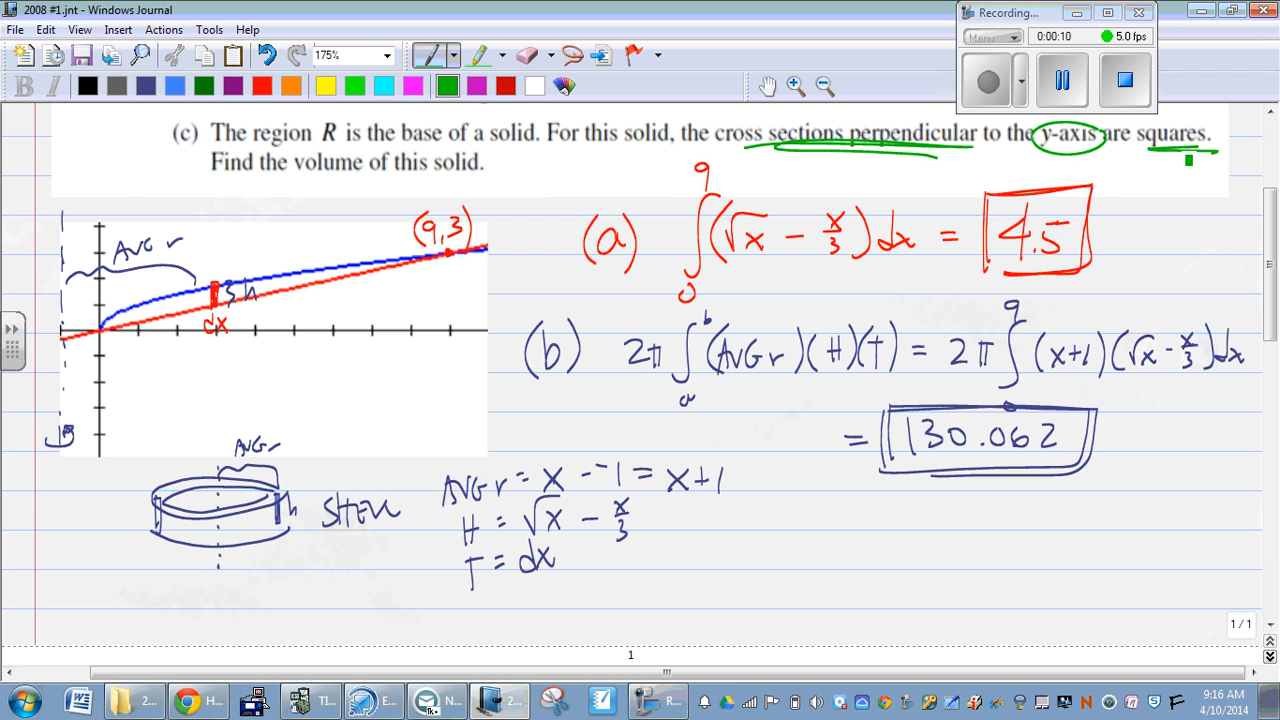 2008 #1.jnt - Windows Journal
File Edit View Insert Actions Tools Help
Recording...
Menu 0:00:10 5.0 fps
175%
B I
(c) The region R is the base of a solid. For this solid, the cross sections perpendicular to the y-axis are squares.
Find the volume of this solid.
(9,3)
AVG r
h
dx
(a) ∫₀⁹ (√x − x/3) dx = 4.5
(b) 2π ∫ₐᵇ (AVG r)(H)(T) = 2π ∫₀⁹ (x+1)(√x − x/3) dx
= 130.062
AVG r
h
SHELL
AVG r = x − ⁻1 = x+1
H = √x − x/3
T = dx
1 / 1
1
2... H... TI... E... N... 2... R...
9:16 AM
4/10/2014